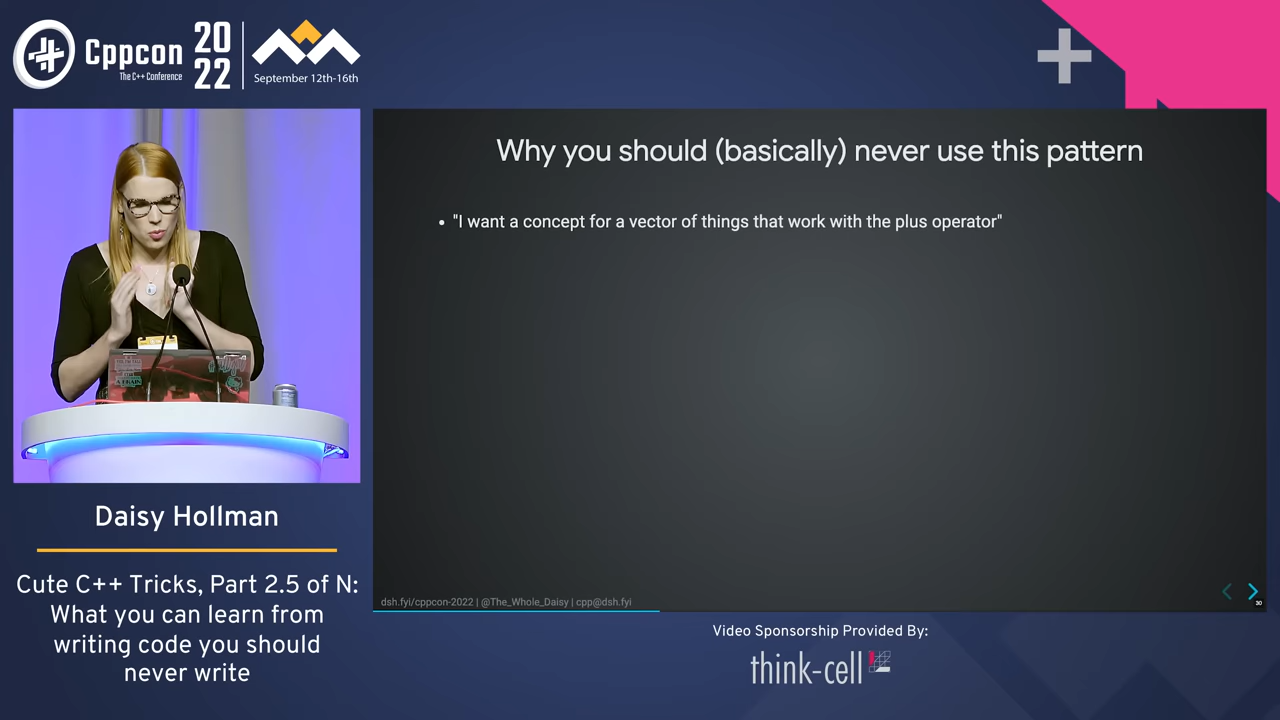 Cppcon
The C++ Conference
20
22
September 12th-16th
Why you should (basically) never use this pattern
• "I want a concept for a vector of things that work with the plus operator"
dsh.fyi/cppcon-2022 | @The_Whole_Daisy | cpp@dsh.fyi
30
Daisy Hollman
Cute C++ Tricks, Part 2.5 of N:
What you can learn from
writing code you should
never write
Video Sponsorship Provided By:
think-cell